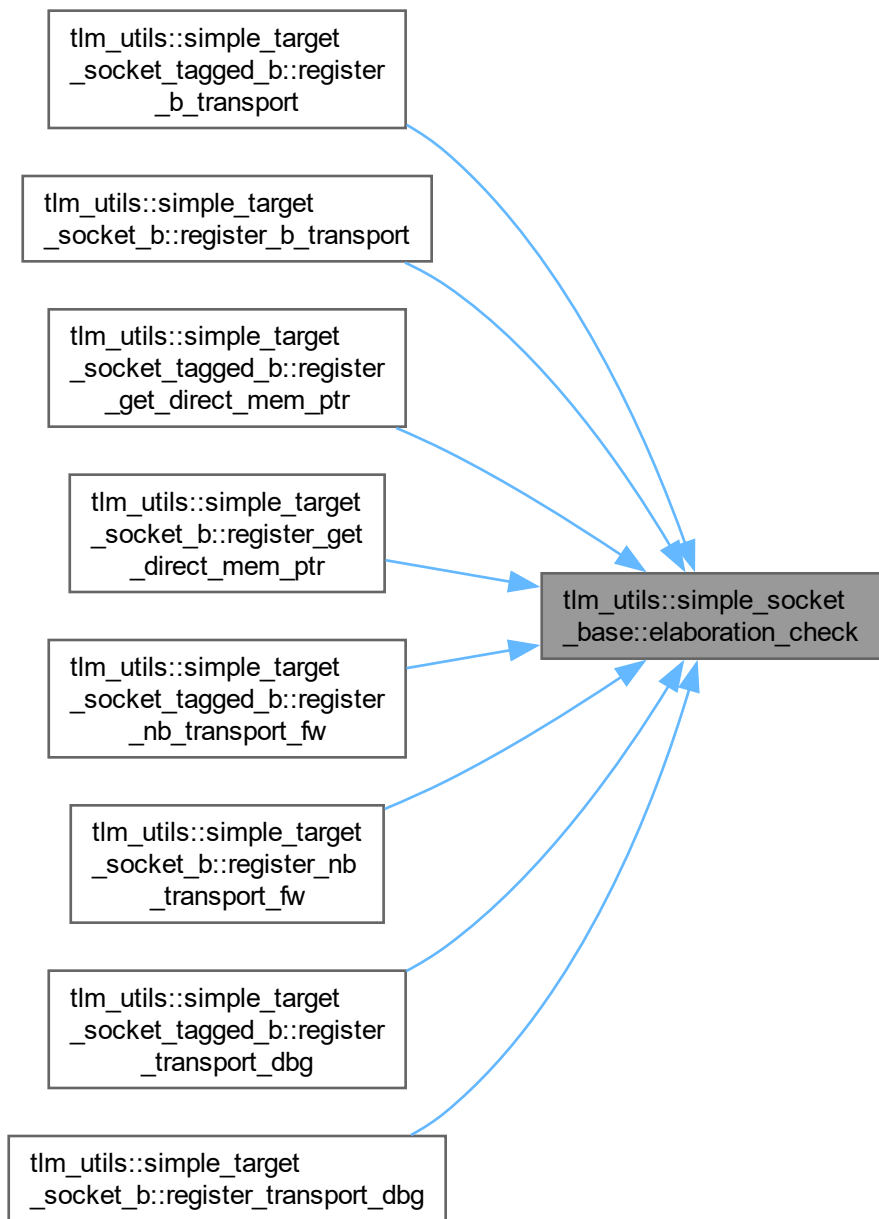 tlm_utils::simple_target
_socket_tagged_b::register
_b_transport
tlm_utils::simple_target
_socket_b::register_b_transport
tlm_utils::simple_target
_socket_tagged_b::register
_get_direct_mem_ptr
tlm_utils::simple_target
_socket_b::register_get
_direct_mem_ptr
tlm_utils::simple_socket
_base::elaboration_check
tlm_utils::simple_target
_socket_tagged_b::register
_nb_transport_fw
tlm_utils::simple_target
_socket_b::register_nb
_transport_fw
tlm_utils::simple_target
_socket_tagged_b::register
_transport_dbg
tlm_utils::simple_target
_socket_b::register_transport_dbg